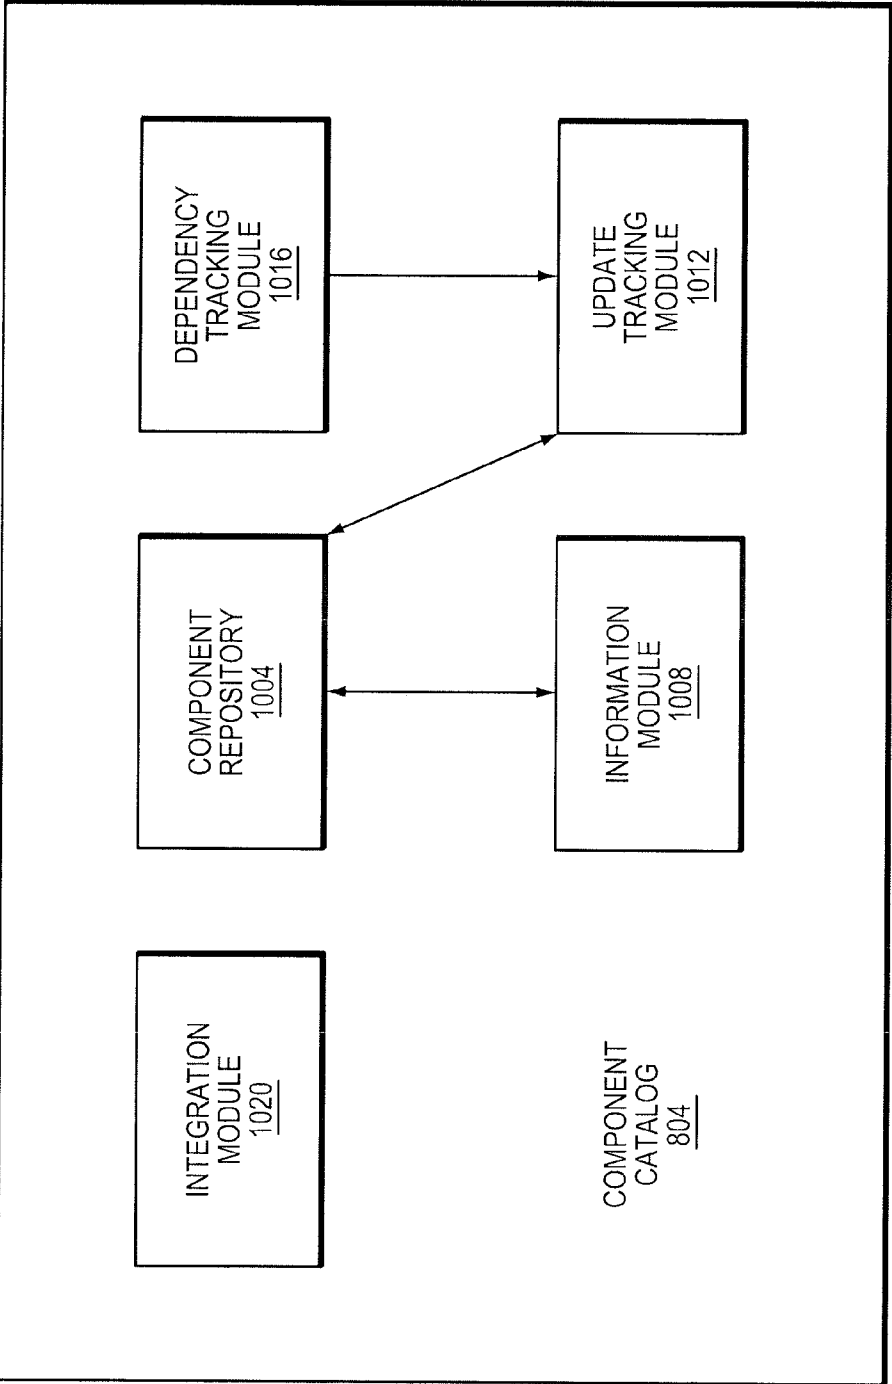 INTEGRATION
MODULE
1020
COMPONENT
REPOSITORY
1004
DEPENDENCY
TRACKING
MODULE
1016
COMPONENT
CATALOG
804
INFORMATION
MODULE
1008
UPDATE
TRACKING
MODULE
1012